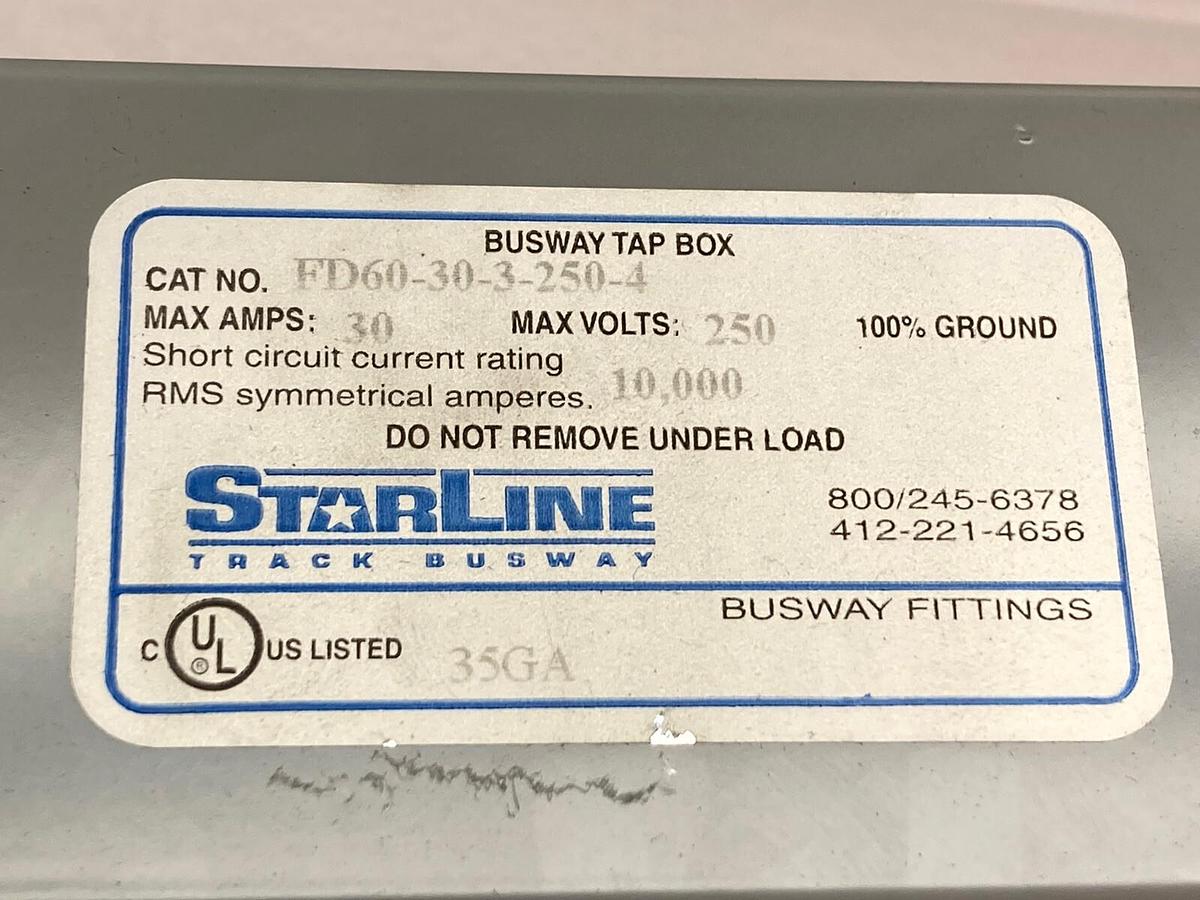 BUSWAY TAP BOX
CAT NO. FD60-30-3-250-4
MAX AMPS: 30 MAX VOLTS: 250 100% GROUND
Short circuit current rating
RMS symmetrical amperes. 10,000
DO NOT REMOVE UNDER LOAD
STARLINE
TRACK BUSWAY
800/245-6378
412-221-4656
BUSWAY FITTINGS
C UL ® US LISTED 35GA